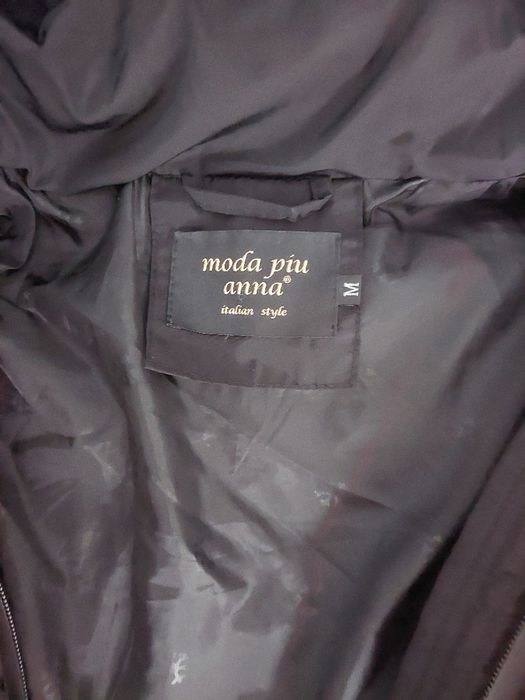 moda piu
anna®
italian style
M